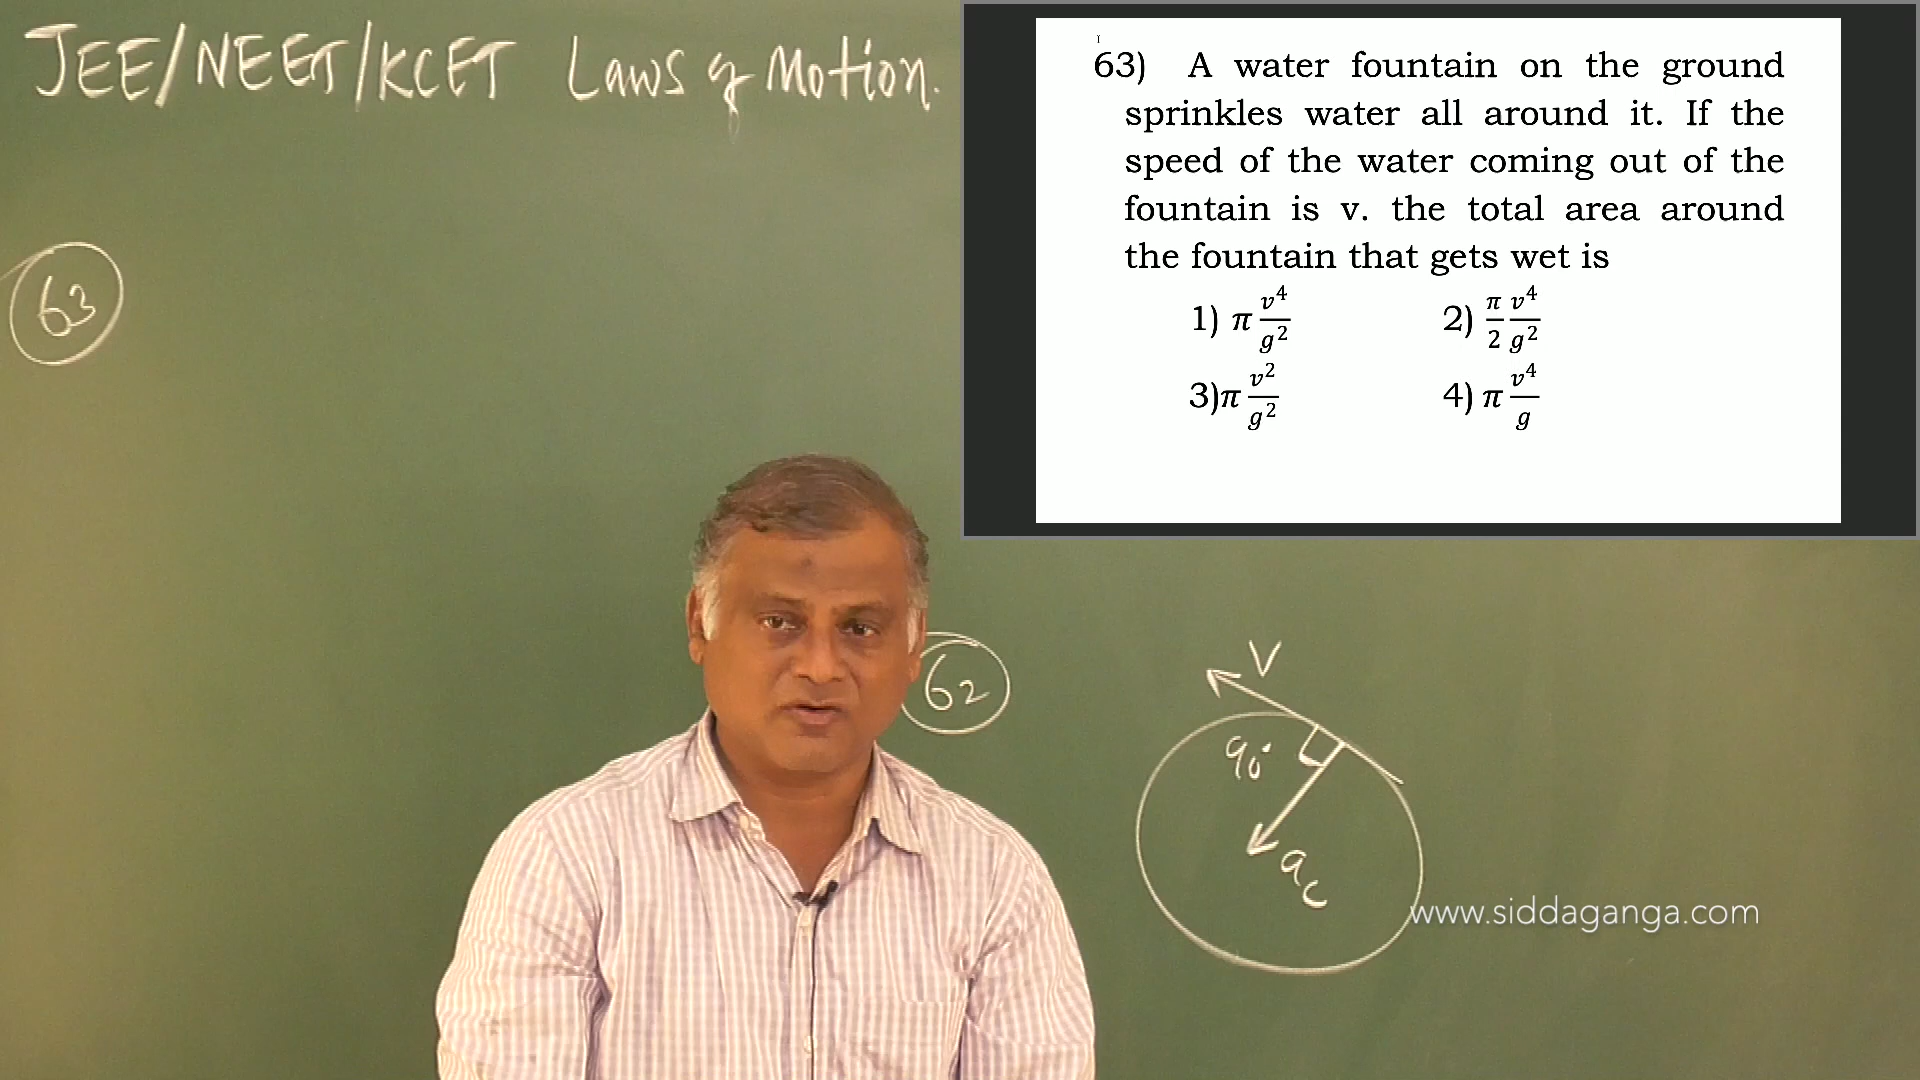 JEE/NEET/KCET Laws of Motion.
63) A water fountain on the ground
sprinkles water all around it. If the
speed of the water coming out of the
fountain is v. the total area around
the fountain that gets wet is
1) π v⁴/g² 2) π/2 v⁴/g²
3)π v²/g² 4) π v⁴/g
63
62
V
90°
ac
www.siddaganga.com